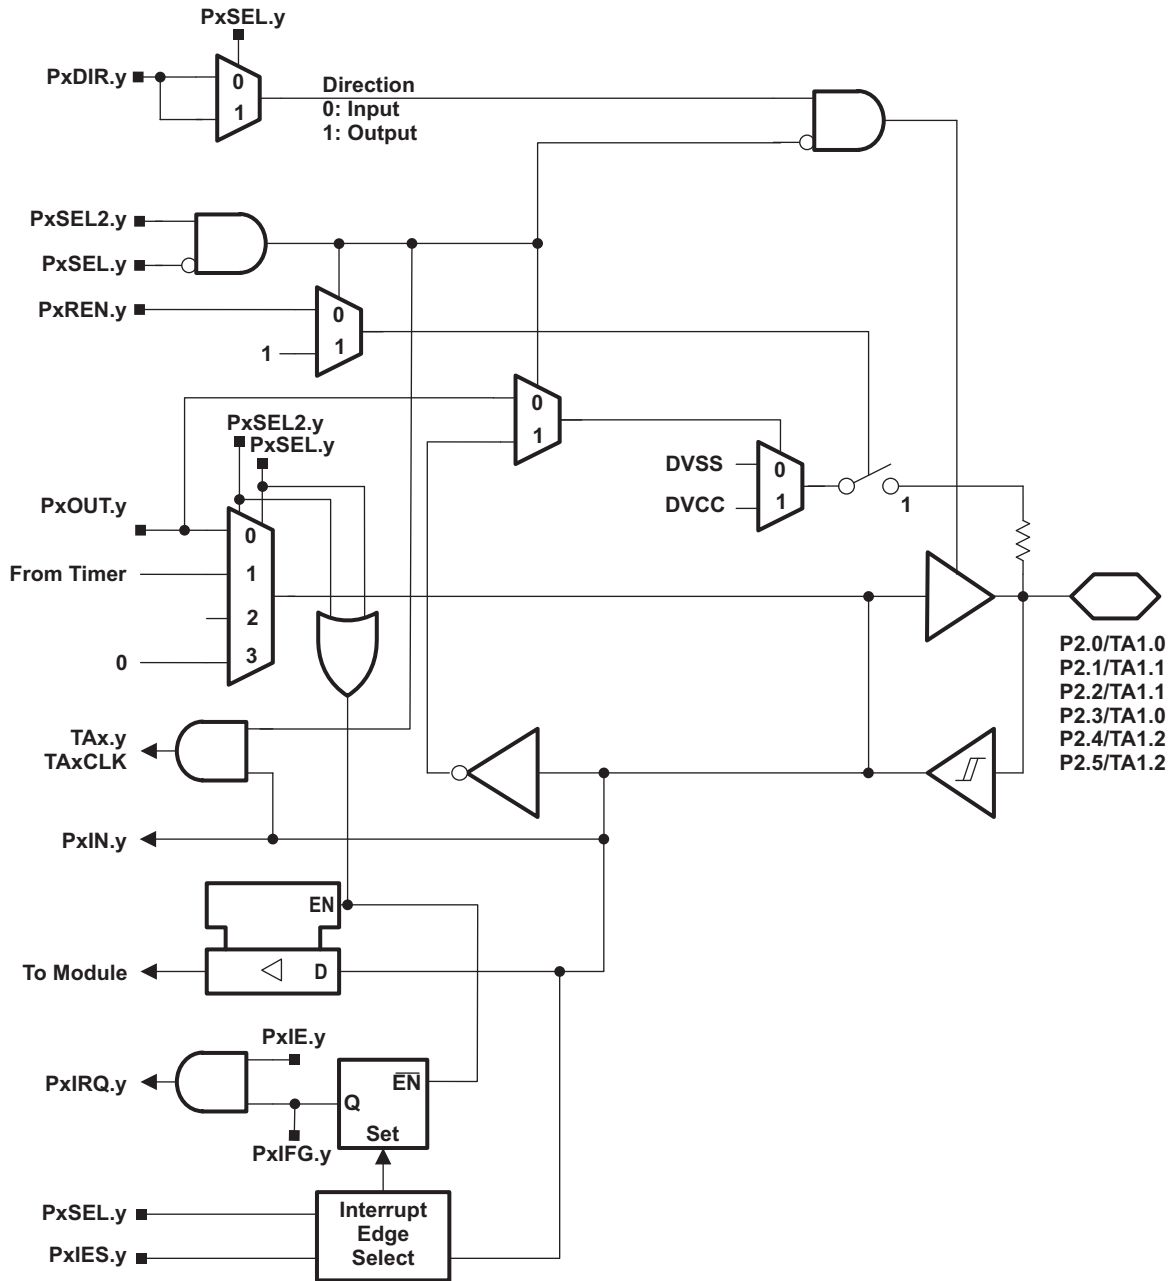 PxSEL.y
PxDIR.y
0
1
Direction
0: Input
1: Output
PxSEL2.y
PxSEL.y
PxREN.y
0
1
1
0
1
PxSEL2.y
PxSEL.y
DVSS
DVCC
0
1
1
PxOUT.y
From Timer
0
0
1
2
3
P2.0/TA1.0
P2.1/TA1.1
P2.2/TA1.1
P2.3/TA1.0
P2.4/TA1.2
P2.5/TA1.2
TAx.y
TAxCLK
PxIN.y
EN
D
To Module
PxIE.y
PxIRQ.y
EN
Q
Set
PxIFG.y
PxSEL.y
PxIES.y
Interrupt
Edge
Select